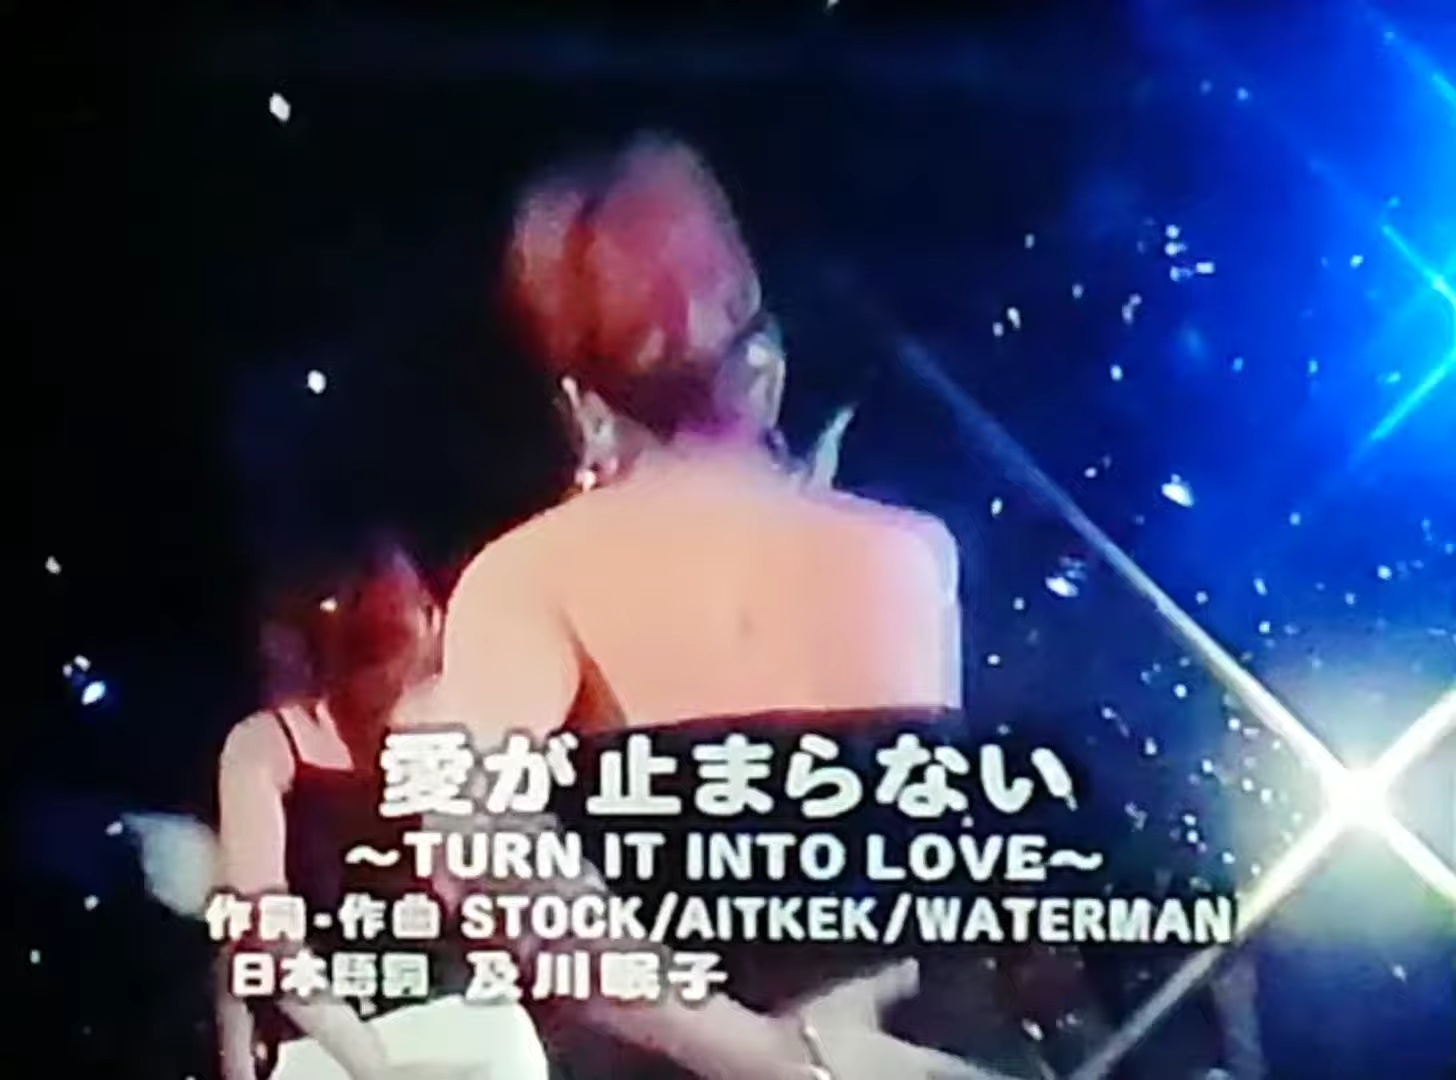 愛が止まらない
～TURN IT INTO LOVE～
作詞・作曲 STOCK/AITKEK/WATERMAN
日本語詞 及川眠子